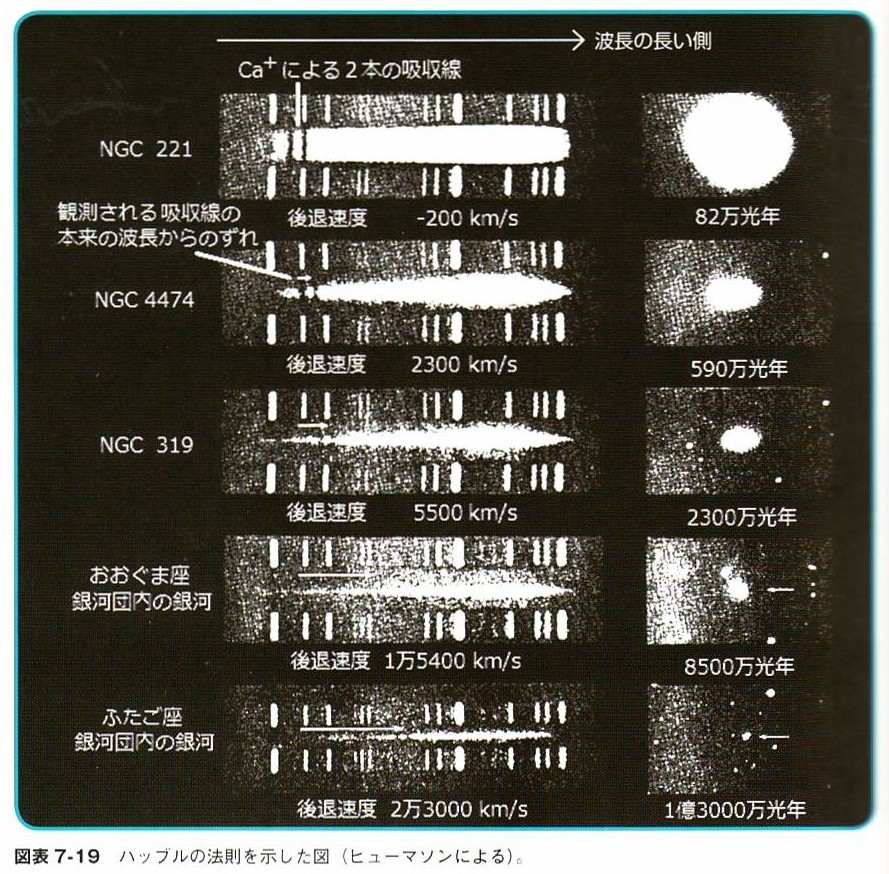 波長の長い側
Ca⁺による2本の吸収線
NGC 221
後退速度 -200 km/s
82万光年
観測される吸収線の
本来の波長からのずれ
NGC 4474
後退速度 2300 km/s
590万光年
NGC 319
後退速度 5500 km/s
2300万光年
おおぐま座
銀河団内の銀河
後退速度 1万5400 km/s
8500万光年
ふたご座
銀河団内の銀河
後退速度 2万3000 km/s
1億3000万光年
図表 7-19 ハッブルの法則を示した図（ヒューマソンによる）。